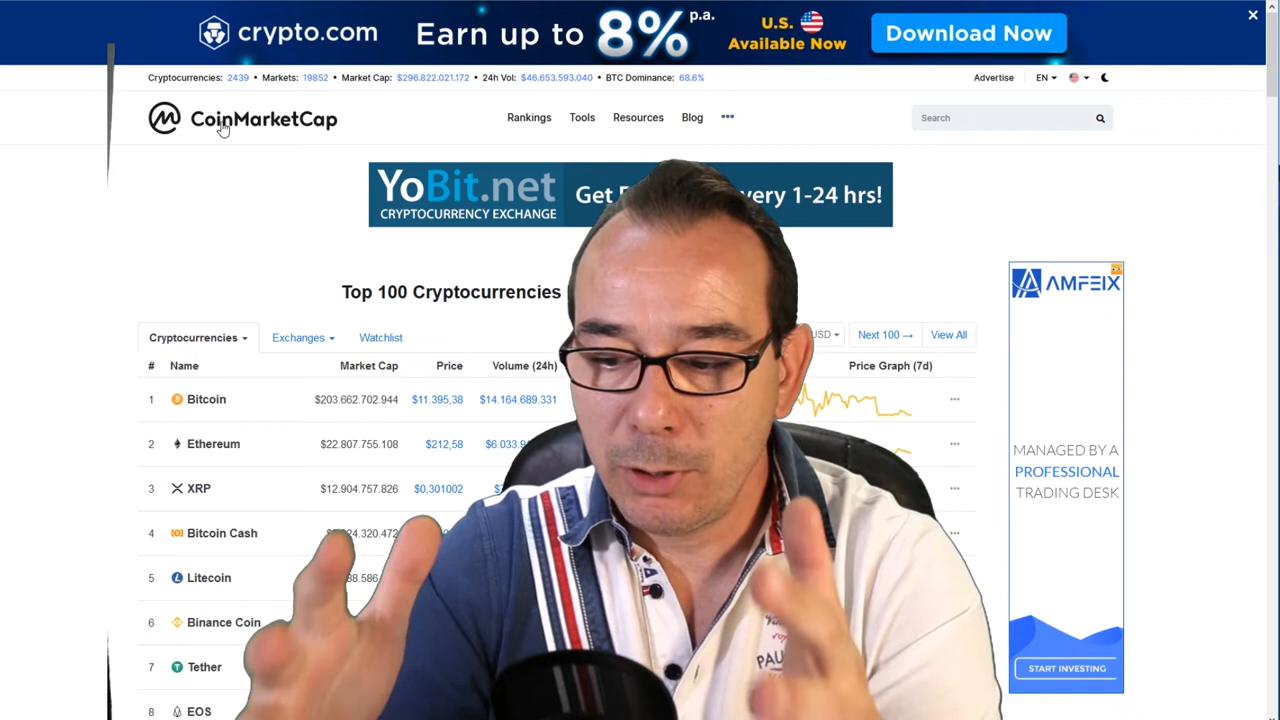 crypto.com Earn up to 8% p.a. U.S. Available Now Download Now
Cryptocurrencies: 2439 • Markets: 19852 • Market Cap: $296.822.021.172 • 24h Vol: $46.653.593.040 • BTC Dominance: 68.6% Advertise EN
CoinMarketCap Rankings Tools Resources Blog Search
YoBit.net Get very 1-24 hrs!
CRYPTOCURRENCY EXCHANGE
AMFEIX
Top 100 Cryptocurrencies
Cryptocurrencies Exchanges Watchlist USD Next 100 → View All
# Name Market Cap Price Volume (24h) Price Graph (7d)
1 Bitcoin $203.662.702.944 $11.395,38 $14.164.689.331
2 Ethereum $22.807.755.108 $212,58
MANAGED BY A
PROFESSIONAL
TRADING DESK
3 XRP $12.904.757.826 $0,301002
4 Bitcoin Cash
5 Litecoin
6 Binance Coin
7 Tether
START INVESTING
8 EOS